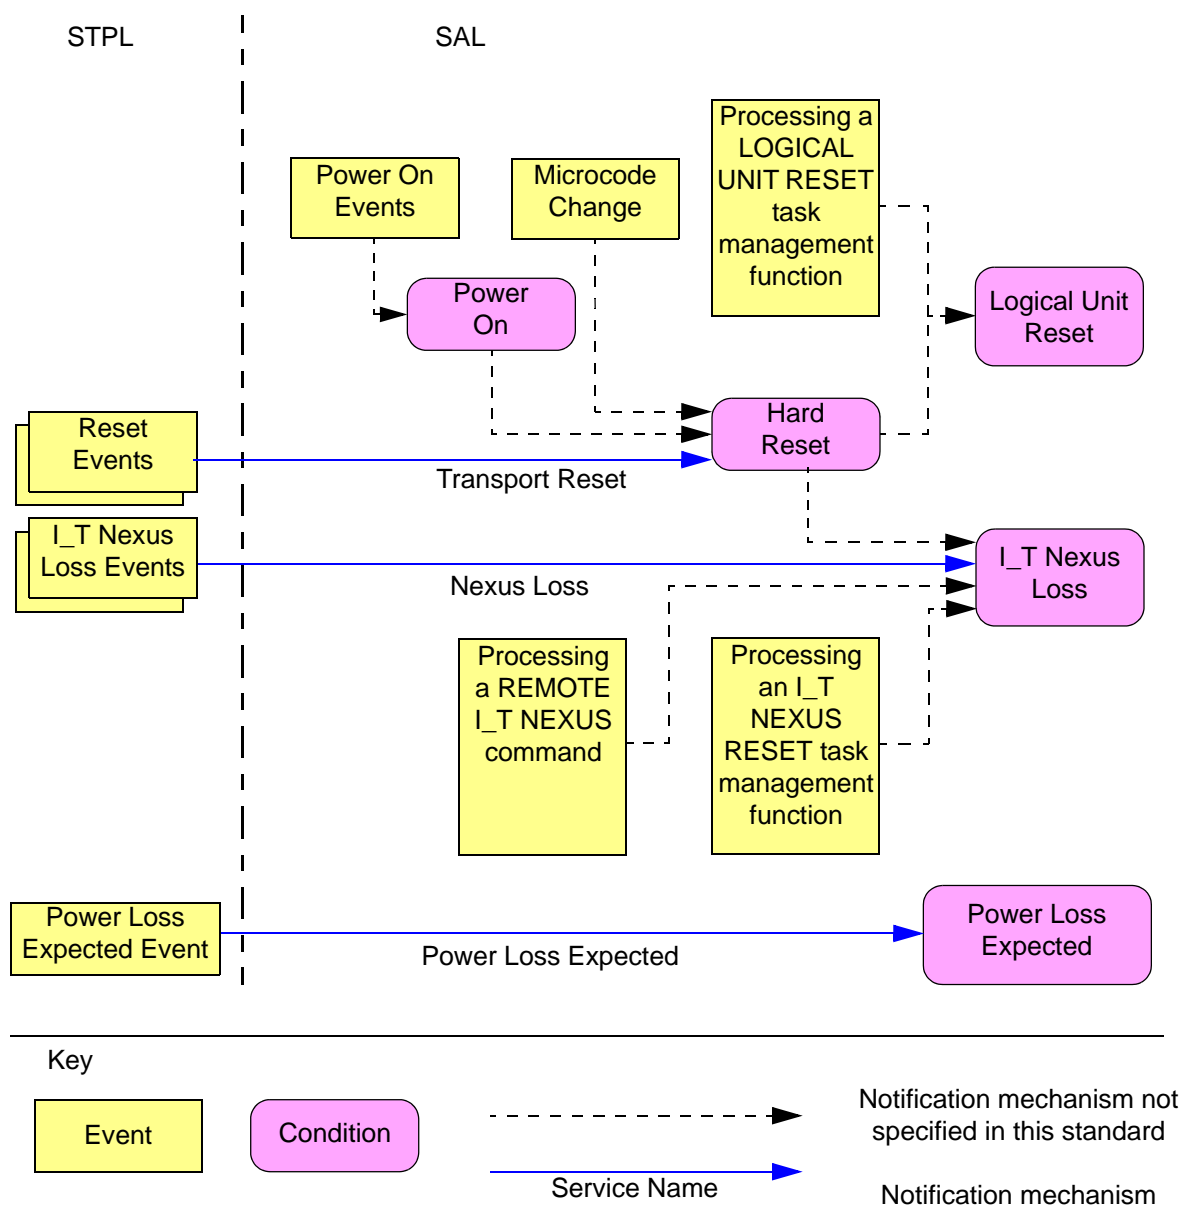 STPL
SAL
Processing a
LOGICAL
UNIT RESET
task
management
function
Power On
Events
Microcode
Change
Power
On
Logical Unit
Reset
Hard
Reset
Reset
Events
Transport Reset
I_T Nexus
Loss Events
Nexus Loss
I_T Nexus
Loss
Processing
a REMOTE
I_T NEXUS
command
Processing
an I_T
NEXUS
RESET task
management
function
Power Loss
Expected Event
Power Loss Expected
Power Loss
Expected
Key
Event
Condition
Notification mechanism not
specified in this standard
Service Name
Notification mechanism